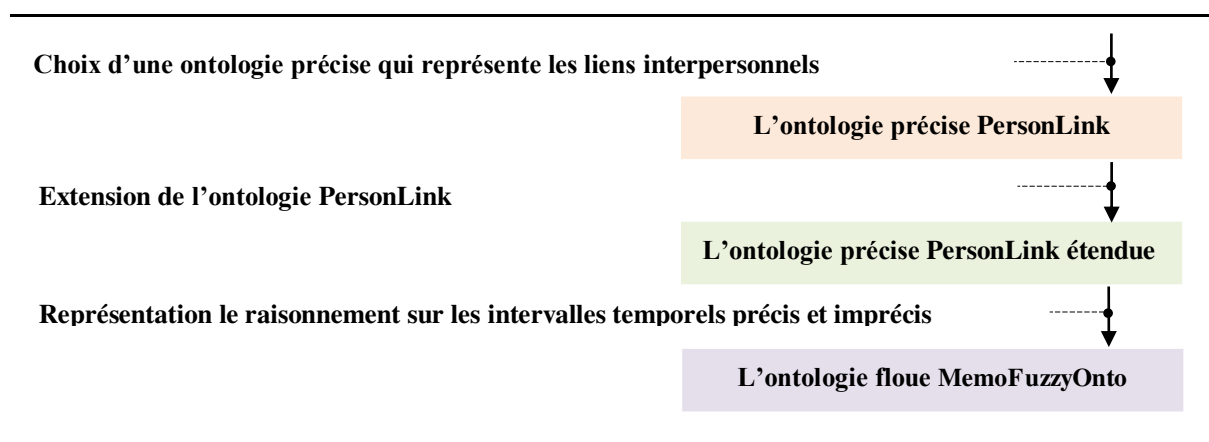 Choix d’une ontologie précise qui représente les liens interpersonnels
L’ontologie précise PersonLink
Extension de l’ontologie PersonLink
L’ontologie précise PersonLink étendue
Représentation le raisonnement sur les intervalles temporels précis et imprécis
L’ontologie floue MemoFuzzyOnto